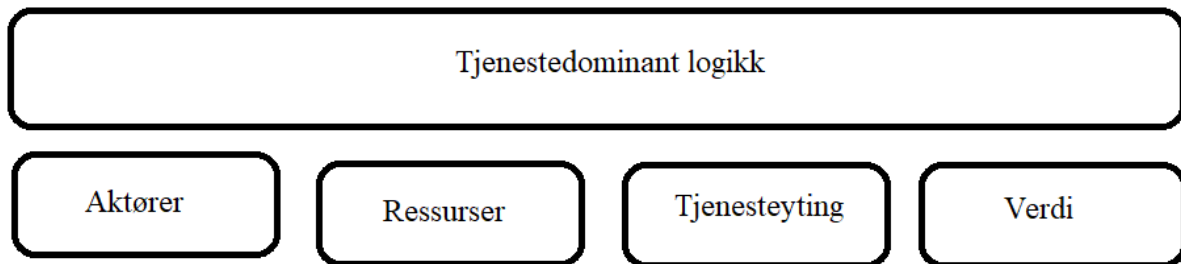 Tjenestedominant logikk
Aktører
Ressurser
Tjenesteyting
Verdi